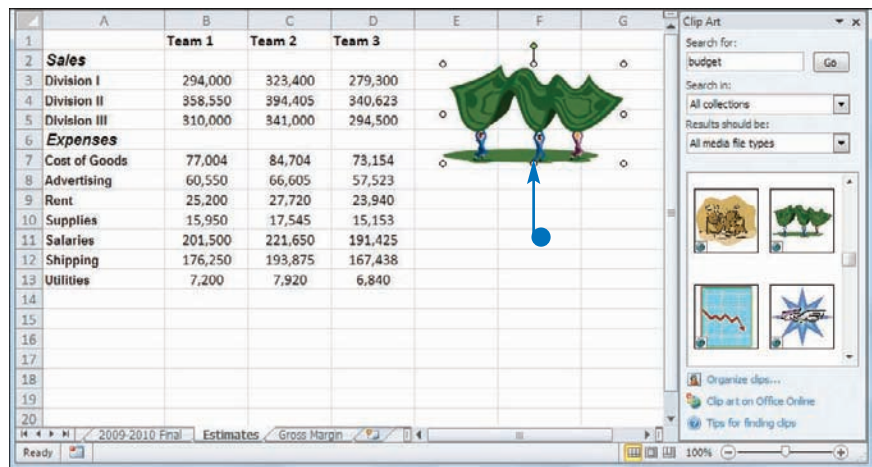 A B C D E F G
1 Team 1 Team 2 Team 3
2 Sales
3 Division I 294,000 323,400 279,300
4 Division II 358,550 394,405 340,623
5 Division III 310,000 341,000 294,500
6 Expenses
7 Cost of Goods 77,004 84,704 73,154
8 Advertising 60,550 66,605 57,523
9 Rent 25,200 27,720 23,940
10 Supplies 15,950 17,545 15,153
11 Salaries 201,500 221,650 191,425
12 Shipping 176,250 193,875 167,438
13 Utilities 7,200 7,920 6,840
14
15
16
17
18
19
20
2009-2010 Final Estimates Gross Margin
Ready 100%
Clip Art
Search for:
budget Go
Search in:
All collections
Results should be:
All media file types
Organize clips...
Clip art on Office Online
Tips for finding clips